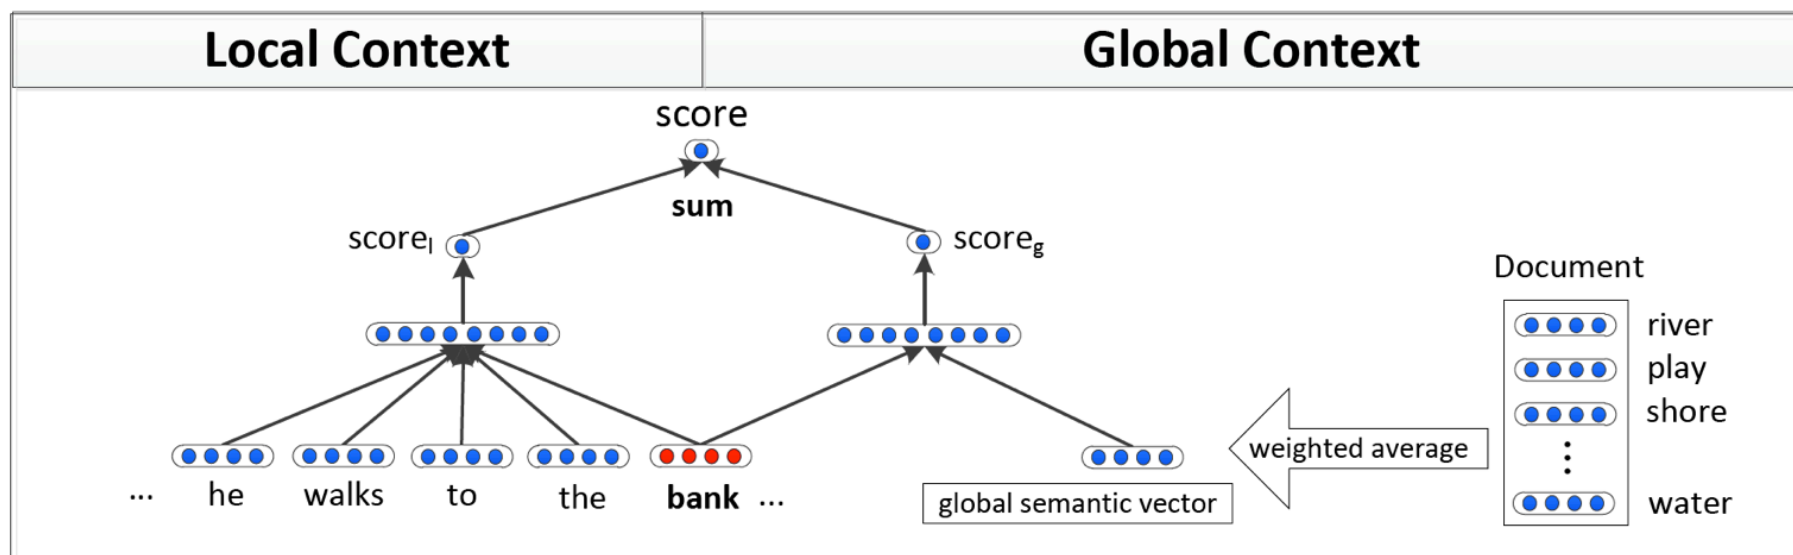 Local Context
Global Context
score
sum
scoreₗ
score_g
Document
river
play
shore
⋮
water
weighted average
... he walks to the bank ...
global semantic vector